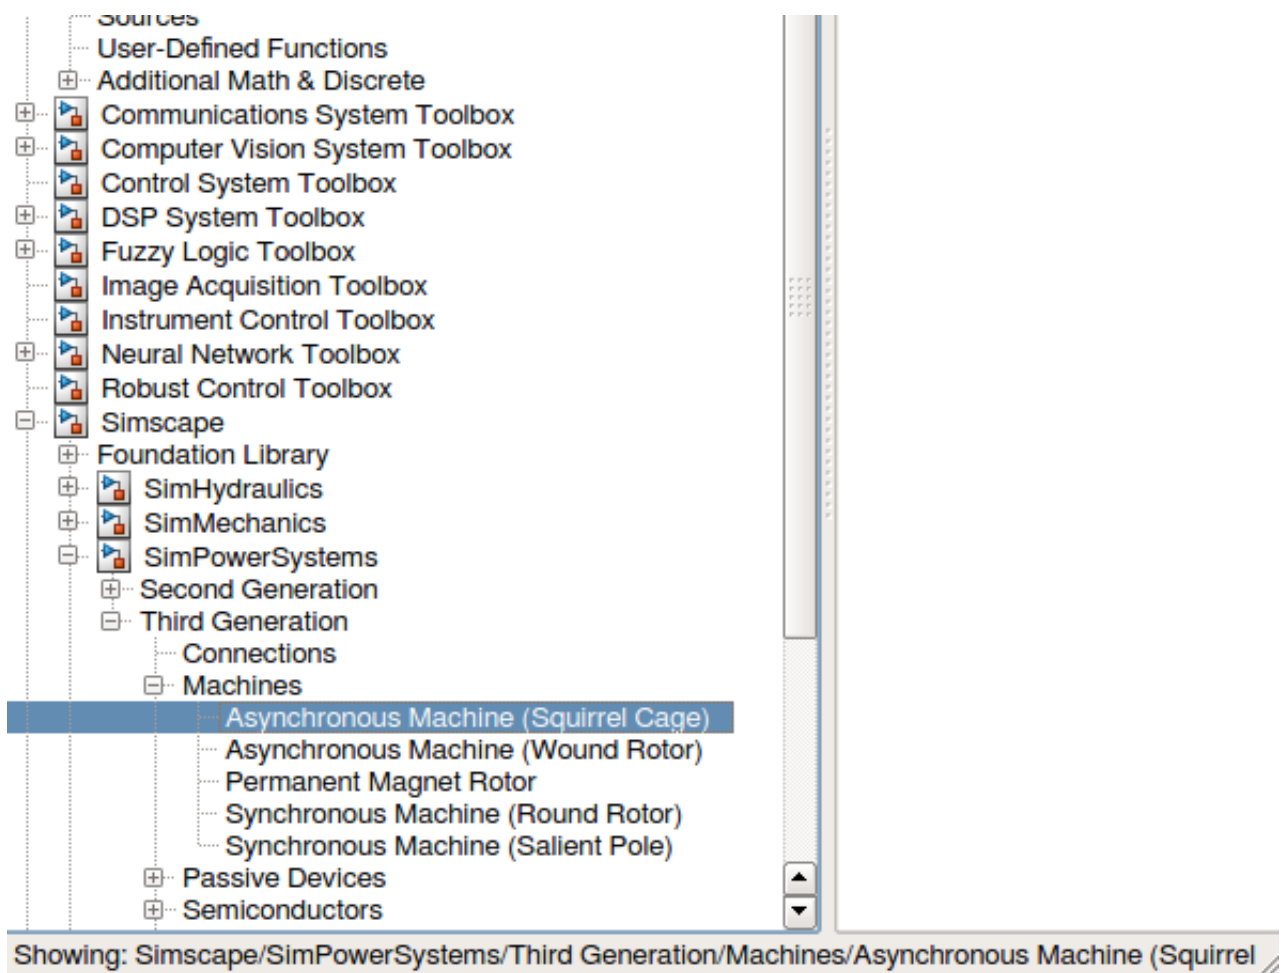 Sources
User-Defined Functions
Additional Math & Discrete
Communications System Toolbox
Computer Vision System Toolbox
Control System Toolbox
DSP System Toolbox
Fuzzy Logic Toolbox
Image Acquisition Toolbox
Instrument Control Toolbox
Neural Network Toolbox
Robust Control Toolbox
Simscape
Foundation Library
SimHydraulics
SimMechanics
SimPowerSystems
Second Generation
Third Generation
Connections
Machines
Asynchronous Machine (Squirrel Cage)
Asynchronous Machine (Wound Rotor)
Permanent Magnet Rotor
Synchronous Machine (Round Rotor)
Synchronous Machine (Salient Pole)
Passive Devices
Semiconductors
Showing: Simscape/SimPowerSystems/Third Generation/Machines/Asynchronous Machine (Squirrel